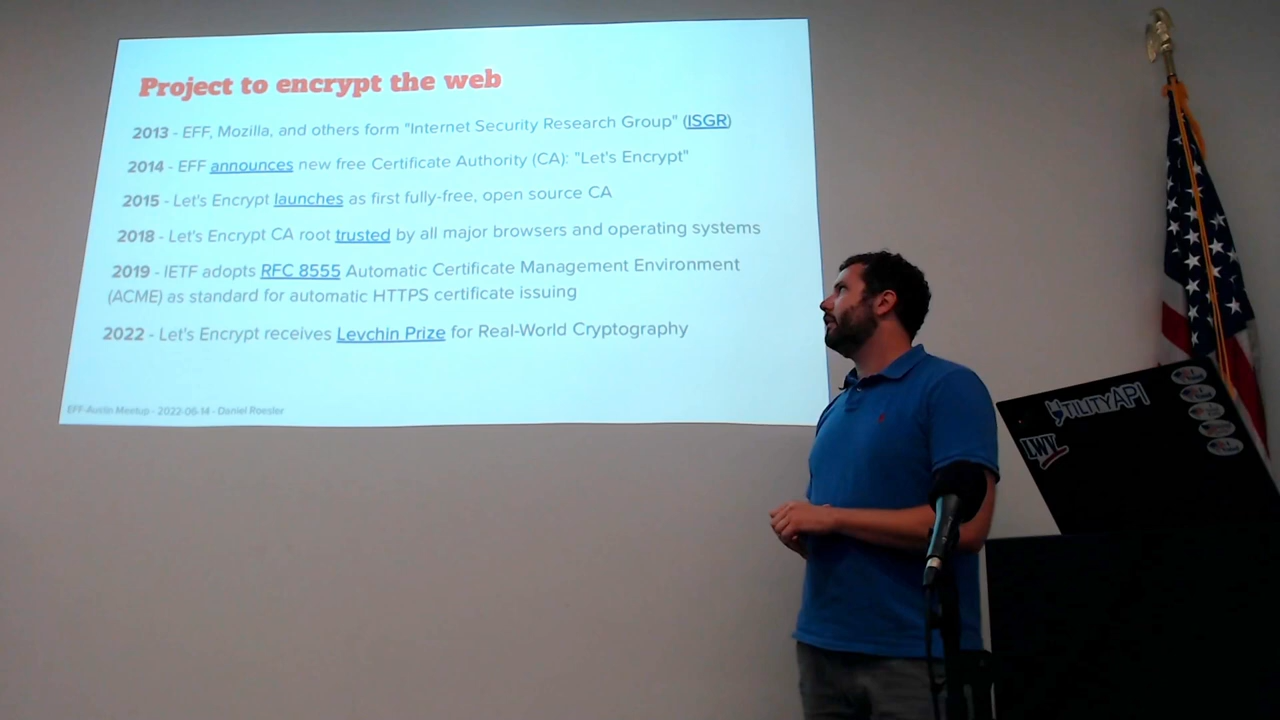 Project to encrypt the web
2013 - EFF, Mozilla, and others form "Internet Security Research Group" (ISGR)
2014 - EFF announces new free Certificate Authority (CA): "Let's Encrypt"
2015 - Let's Encrypt launches as first fully-free, open source CA
2018 - Let's Encrypt CA root trusted by all major browsers and operating systems
2019 - IETF adopts RFC 8555 Automatic Certificate Management Environment
(ACME) as standard for automatic HTTPS certificate issuing
2022 - Let's Encrypt receives Levchin Prize for Real-World Cryptography
EFF-Austin Meetup - 2022-06-14 - Daniel Roesler
UTILITYAPI
LWV